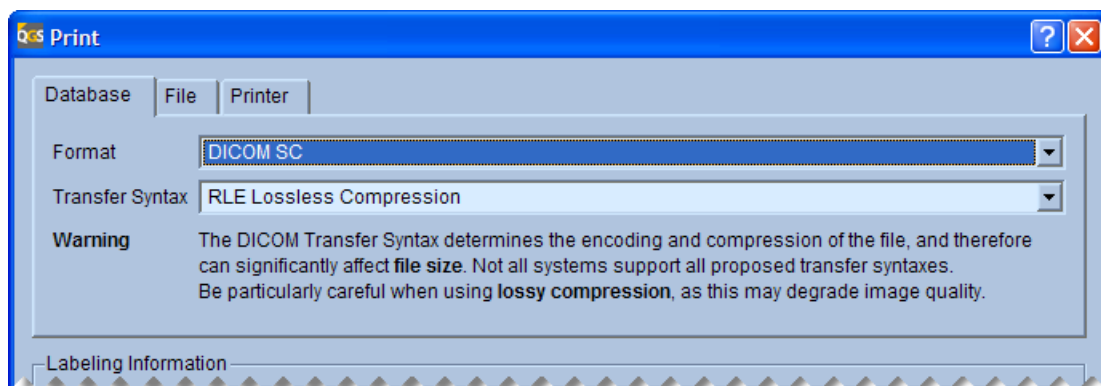 QGS Print
Database File Printer
Format DICOM SC
Transfer Syntax RLE Lossless Compression
Warning The DICOM Transfer Syntax determines the encoding and compression of the file, and therefore
can significantly affect file size. Not all systems support all proposed transfer syntaxes.
Be particularly careful when using lossy compression, as this may degrade image quality.
Labeling Information